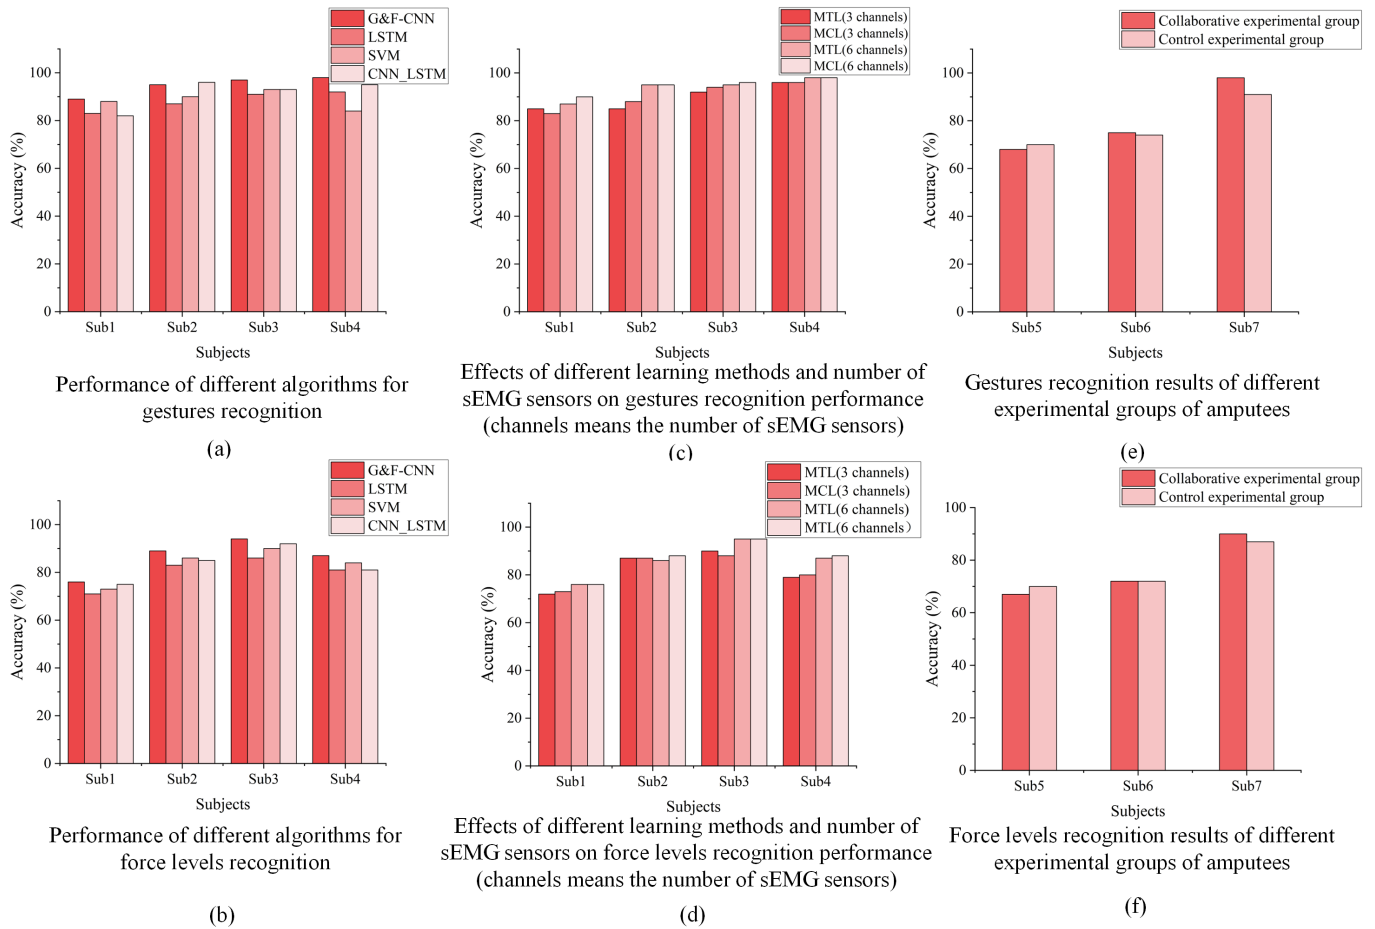 G&F-CNN
LSTM
SVM
CNN_LSTM
100
80
60
40
20
0
Accuracy (%)
Sub1
Sub2
Sub3
Sub4
Subjects
Performance of different algorithms for
gestures recognition
(a)
MTL(3 channels)
MCL(3 channels)
MTL(6 channels)
MCL(6 channels)
100
80
60
40
20
0
Accuracy (%)
Sub1
Sub2
Sub3
Sub4
Subjects
Effects of different learning methods and number of
sEMG sensors on gestures recognition performance
(channels means the number of sEMG sensors)
(c)
Collaborative experimental group
Control experimental group
100
80
60
40
20
0
Accuracy (%)
Sub5
Sub6
Sub7
Subjects
Gestures recognition results of different
experimental groups of amputees
(e)
G&F-CNN
LSTM
SVM
CNN_LSTM
100
80
60
40
20
0
Accuracy (%)
Sub1
Sub2
Sub3
Sub4
Subjects
Performance of different algorithms for
force levels recognition
(b)
MTL(3 channels)
MCL(3 channels)
MTL(6 channels)
MTL(6 channels）
100
80
60
40
20
0
Accuracy (%)
Sub1
Sub2
Sub3
Sub4
Subjects
Effects of different learning methods and number of
sEMG sensors on force levels recognition performance
(channels means the number of sEMG sensors)
(d)
Collaborative experimental group
Control experimental group
100
80
60
40
20
0
Accuracy (%)
Sub5
Sub6
Sub7
Subjects
Force levels recognition results of different
experimental groups of amputees
(f)